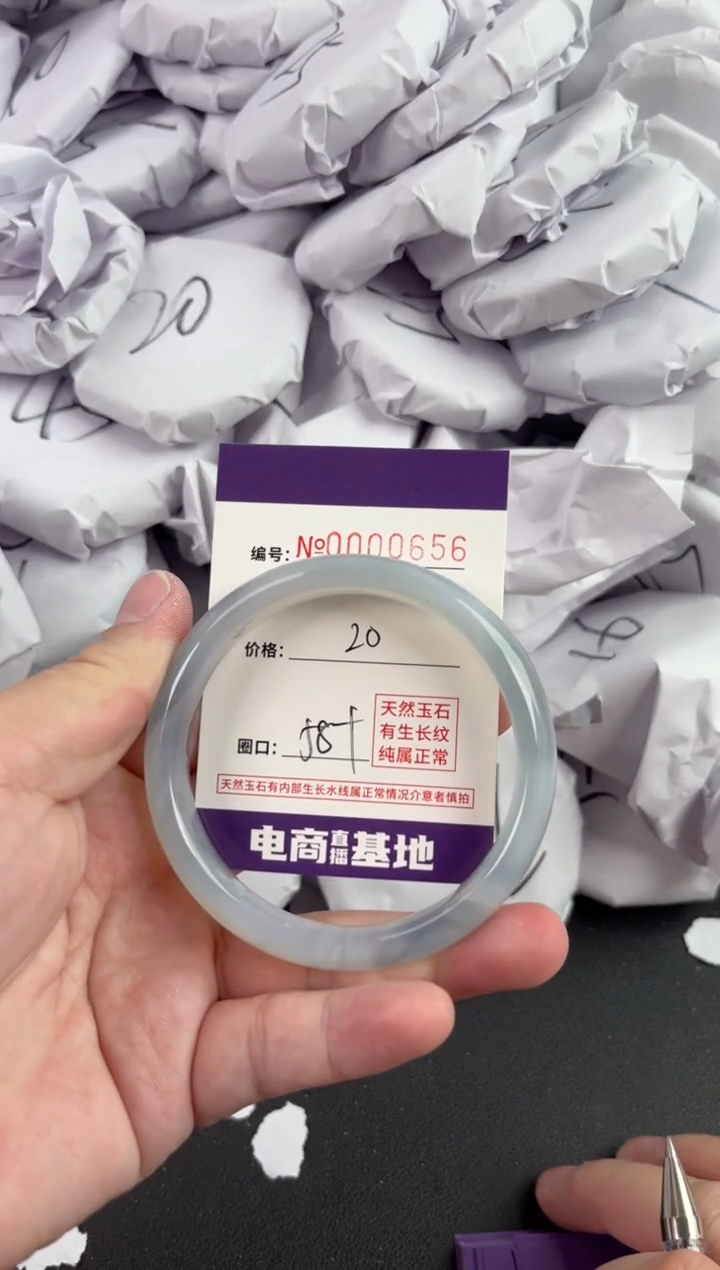 20
编号: №0000656
价格: 20
圈口: 58+
天然玉石
有生长纹
纯属正常
天然玉石有内部生长水线属正常情况介意者慎拍
电商直播基地